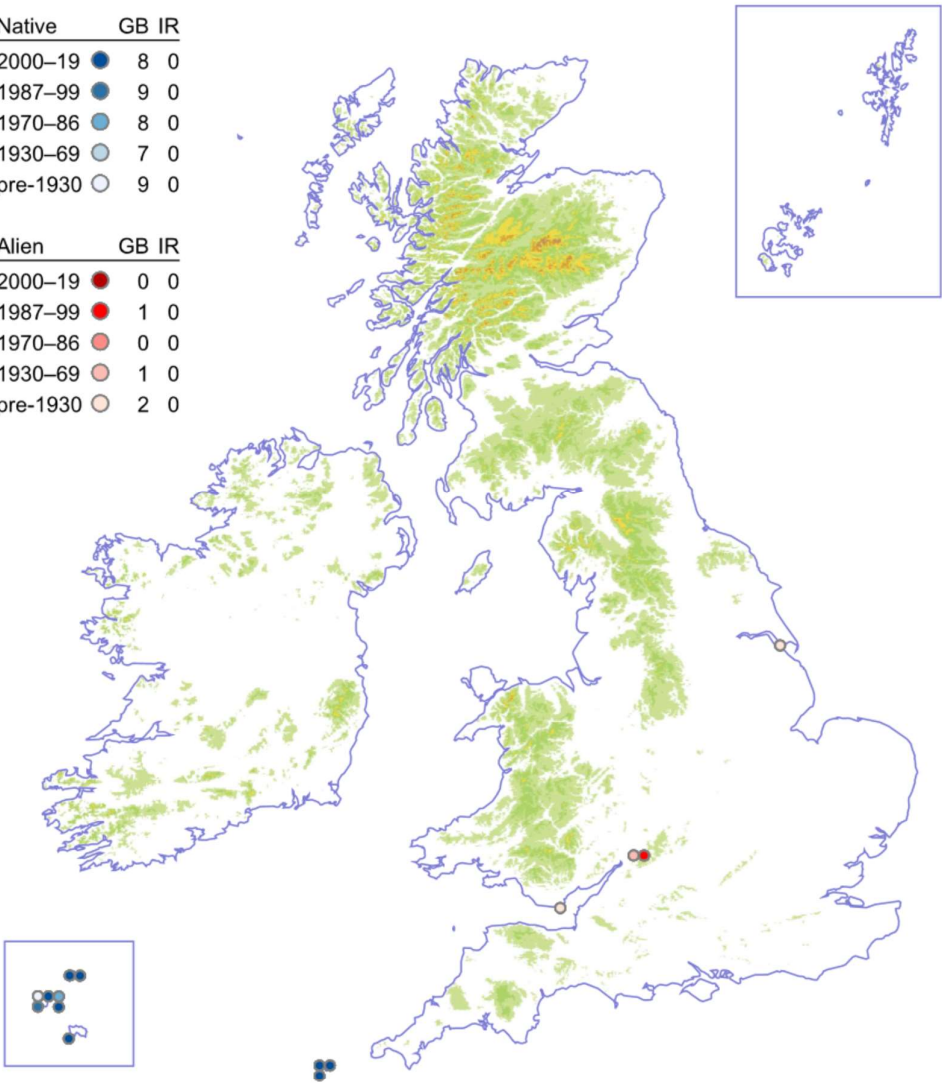 Native GB IR
2000–19 8 0
1987–99 9 0
1970–86 8 0
1930–69 7 0
pre-1930 9 0
Alien GB IR
2000–19 0 0
1987–99 1 0
1970–86 0 0
1930–69 1 0
pre-1930 2 0